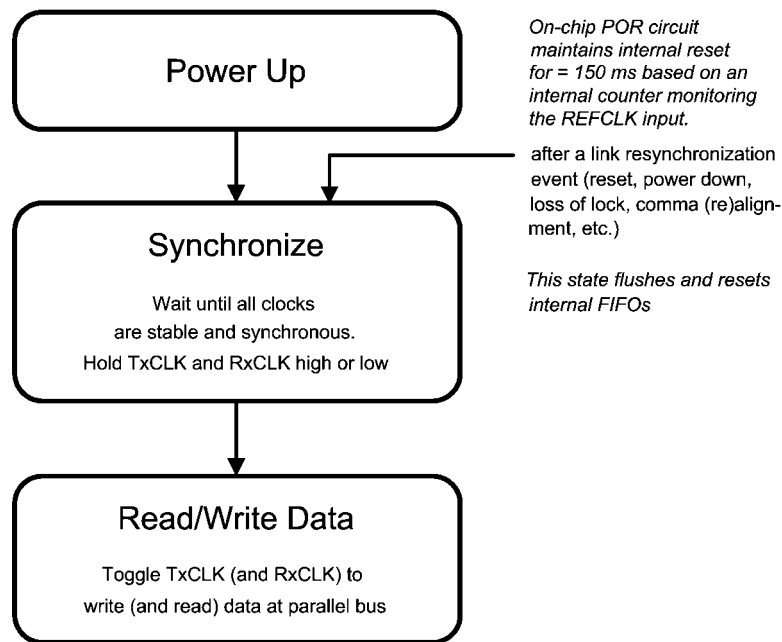 Power Up
On-chip POR circuit
maintains internal reset
for = 150 ms based on an
internal counter monitoring
the REFCLK input.
after a link resynchronization
event (reset, power down,
loss of lock, comma (re)align-
ment, etc.)
This state flushes and resets
internal FIFOs
Synchronize
Wait until all clocks
are stable and synchronous.
Hold TxCLK and RxCLK high or low
Read/Write Data
Toggle TxCLK (and RxCLK) to
write (and read) data at parallel bus